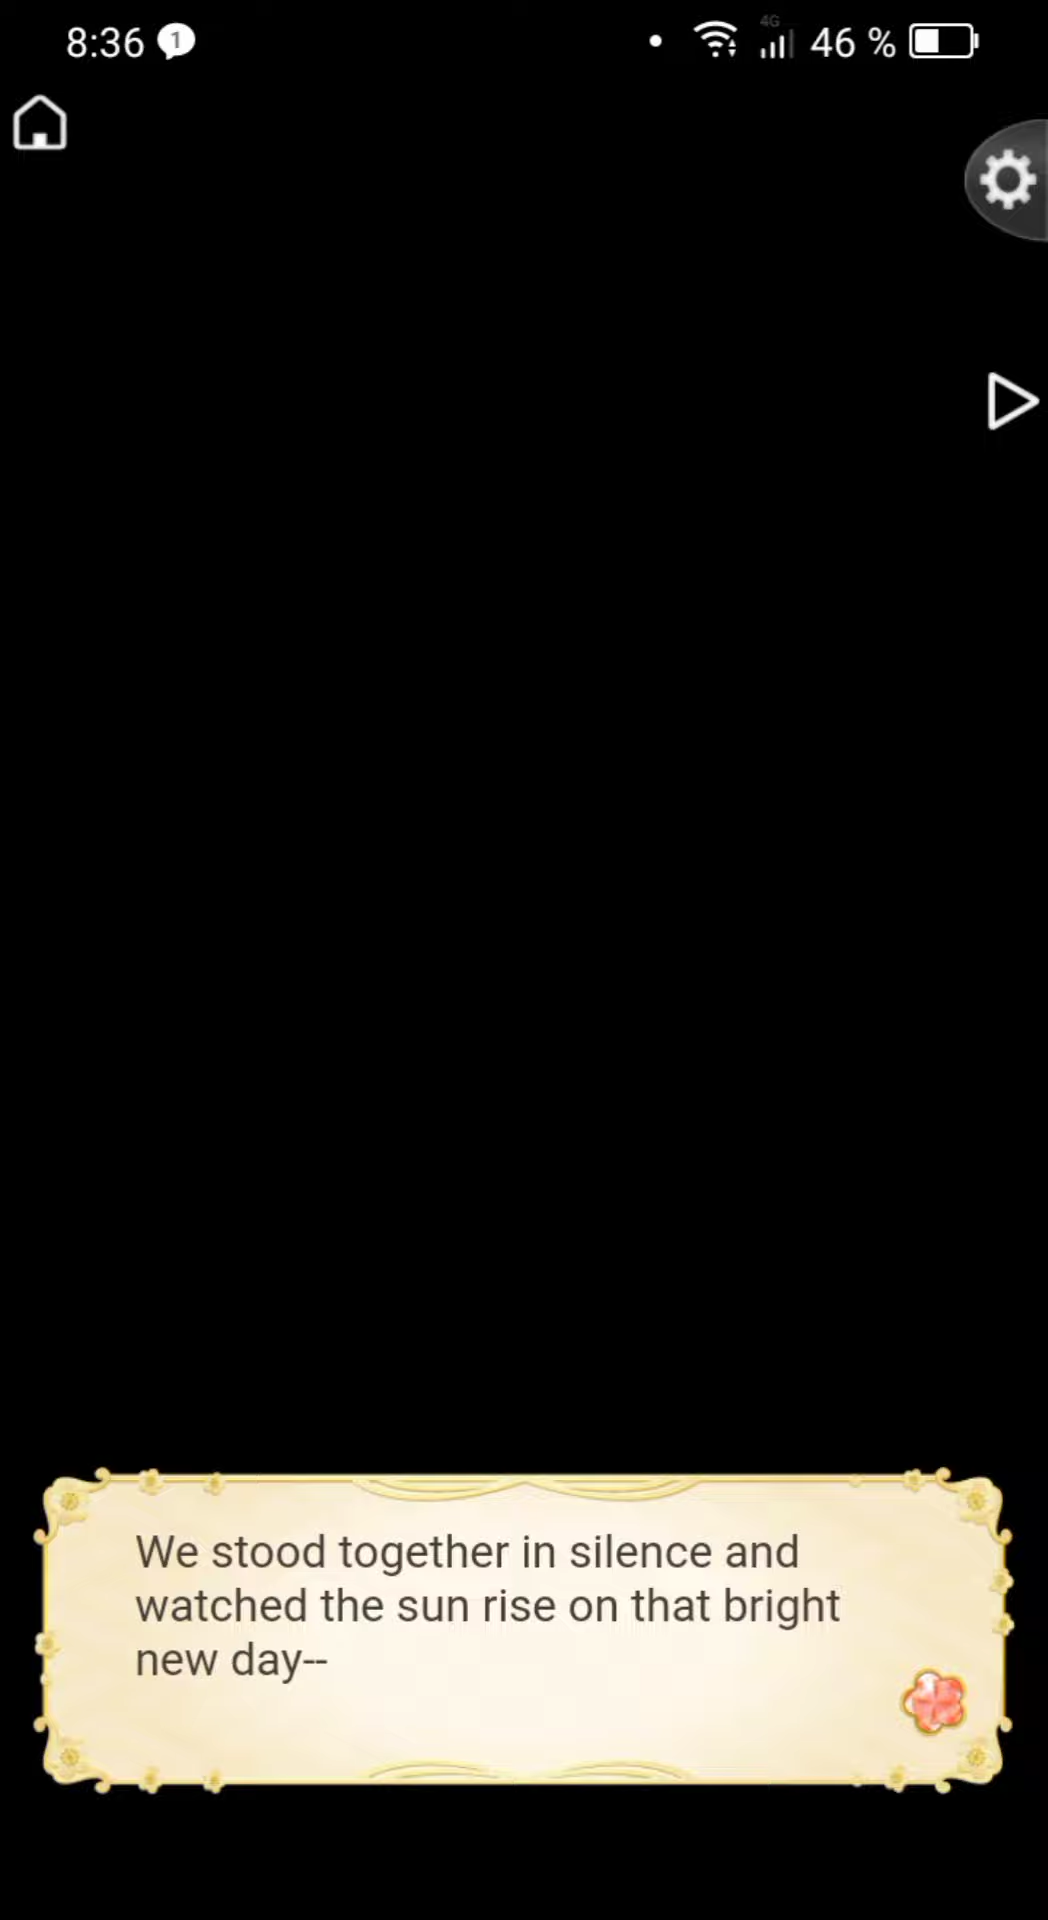 8:36 1 4G 46 %
We stood together in silence and
watched the sun rise on that bright
new day--